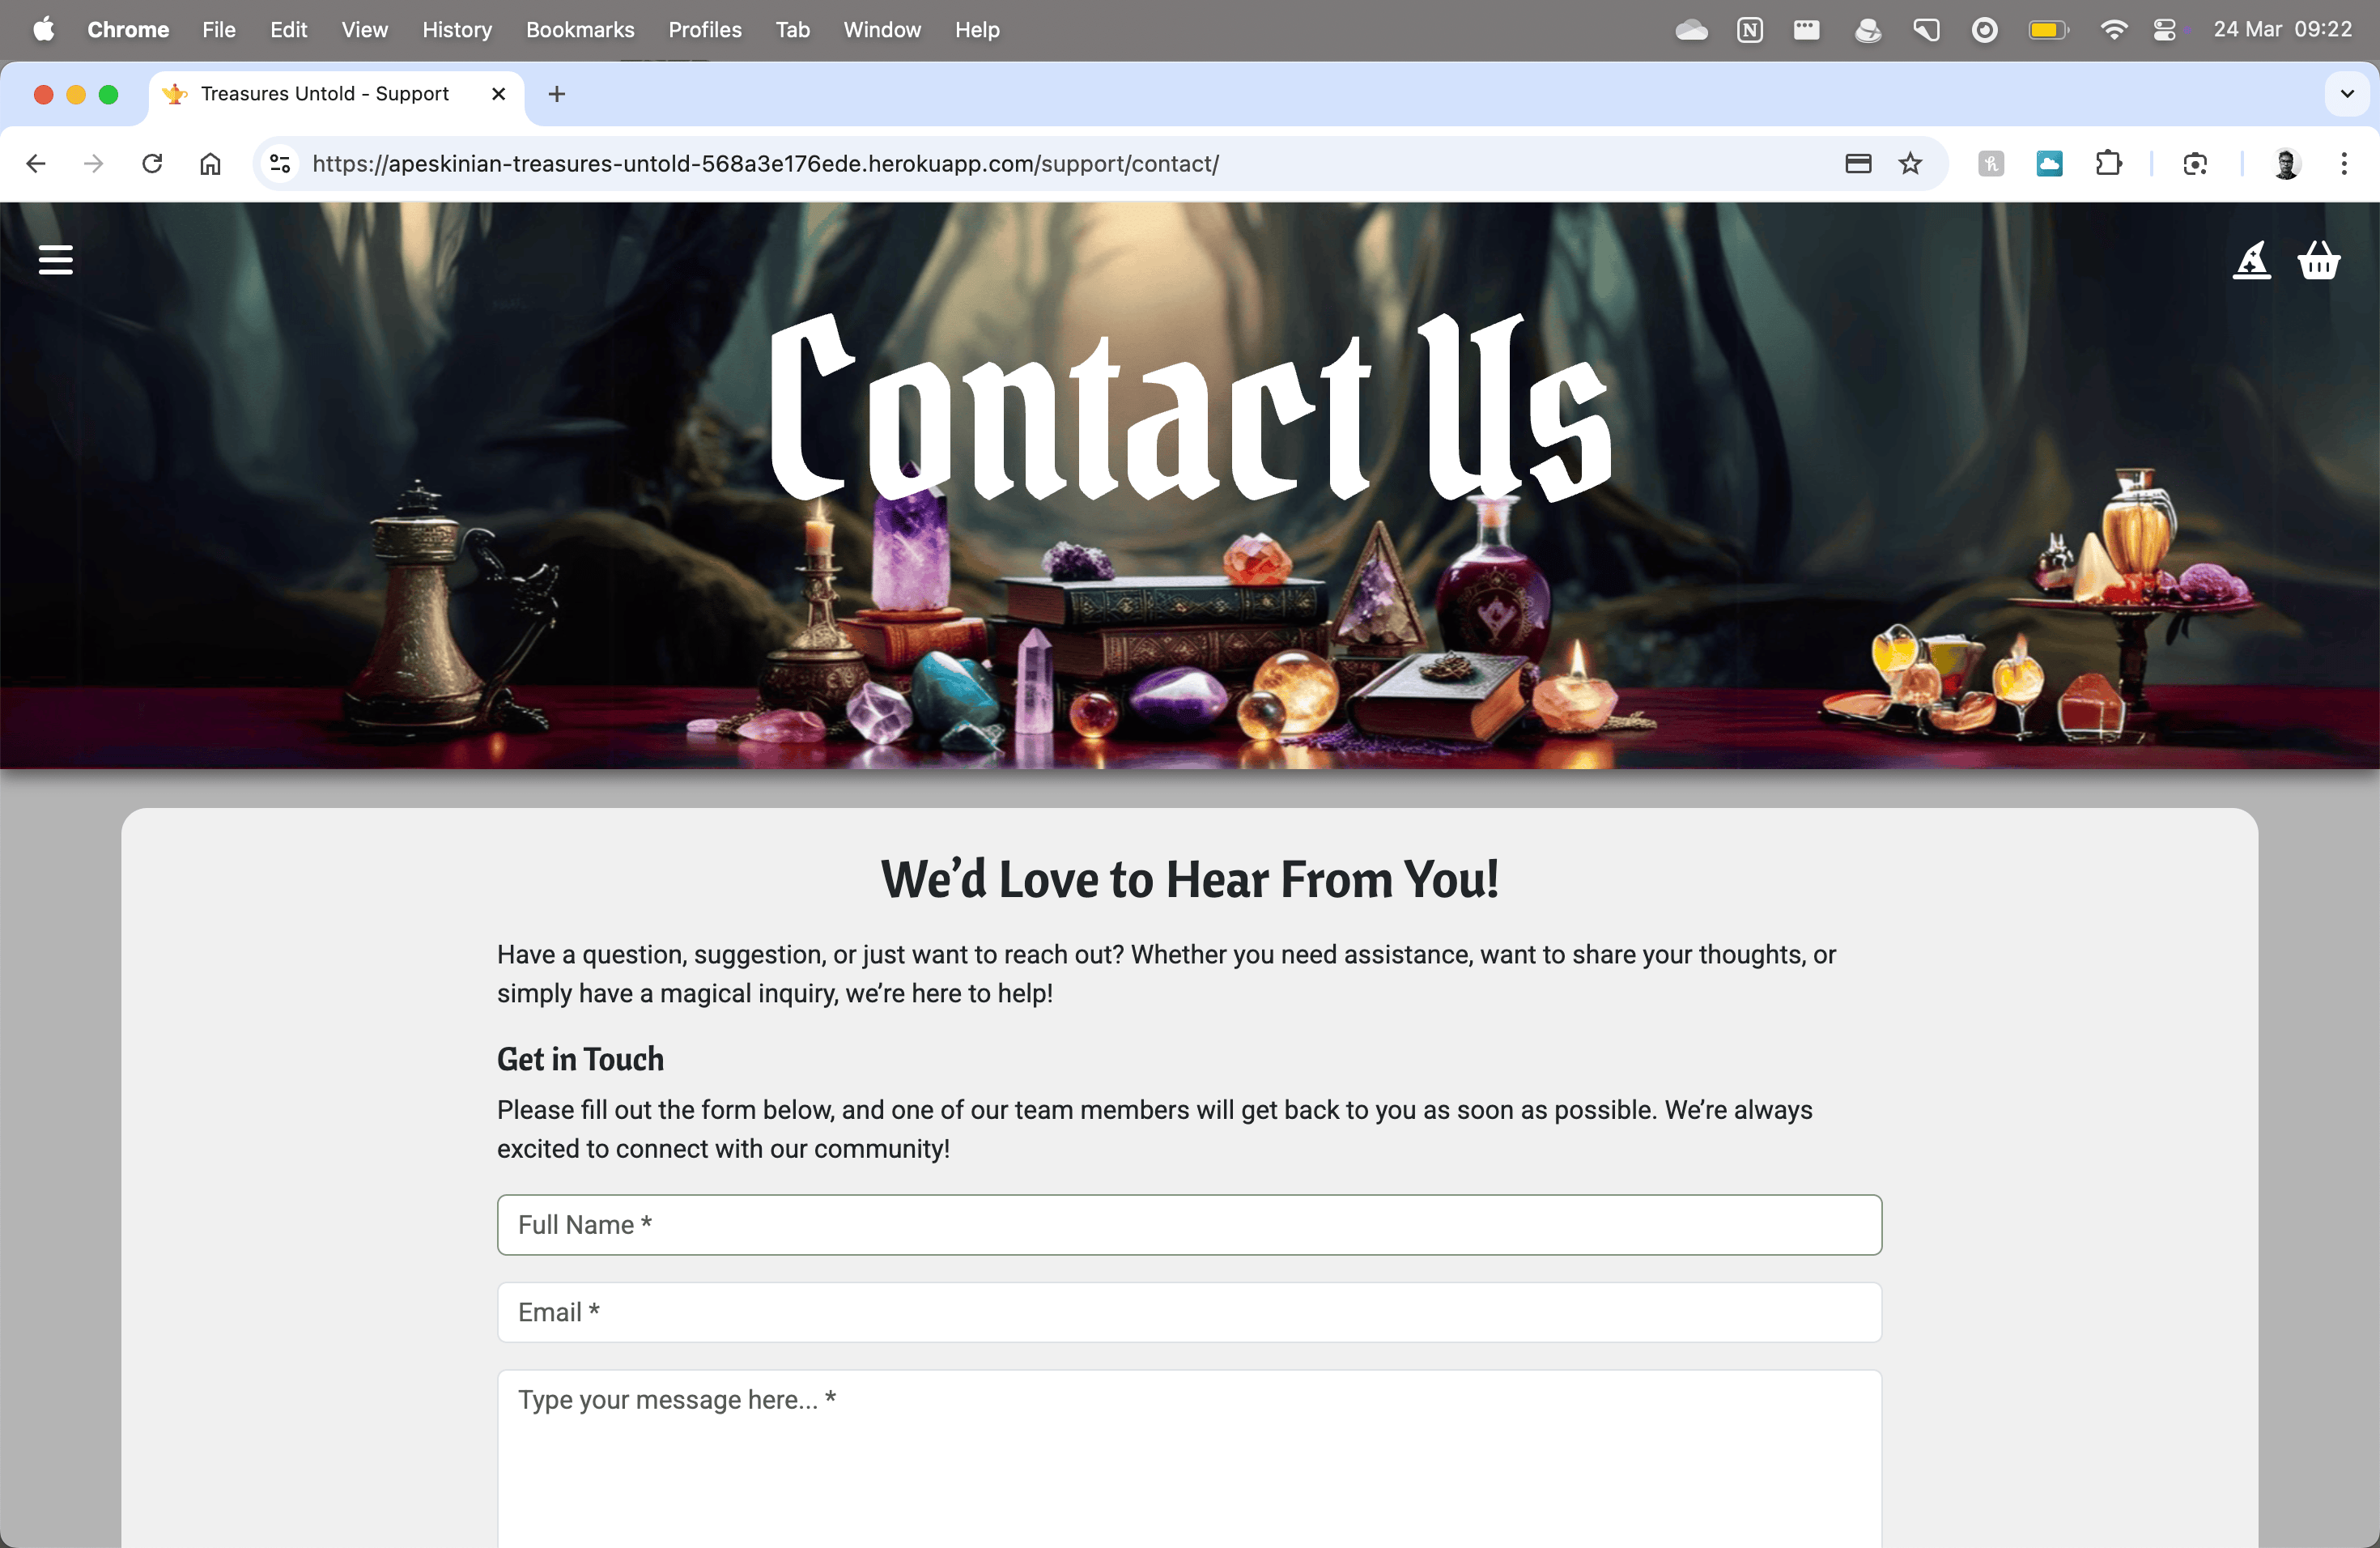 Chrome File Edit View History Bookmarks Profiles Tab Window Help 24 Mar 09:22
Treasures Untold - Support
https://apeskinian-treasures-untold-568a3e176ede.herokuapp.com/support/contact/
Contact Us
We’d Love to Hear From You!
Have a question, suggestion, or just want to reach out? Whether you need assistance, want to share your thoughts, or
simply have a magical inquiry, we’re here to help!
Get in Touch
Please fill out the form below, and one of our team members will get back to you as soon as possible. We’re always
excited to connect with our community!
Full Name *
Email *
Type your message here... *